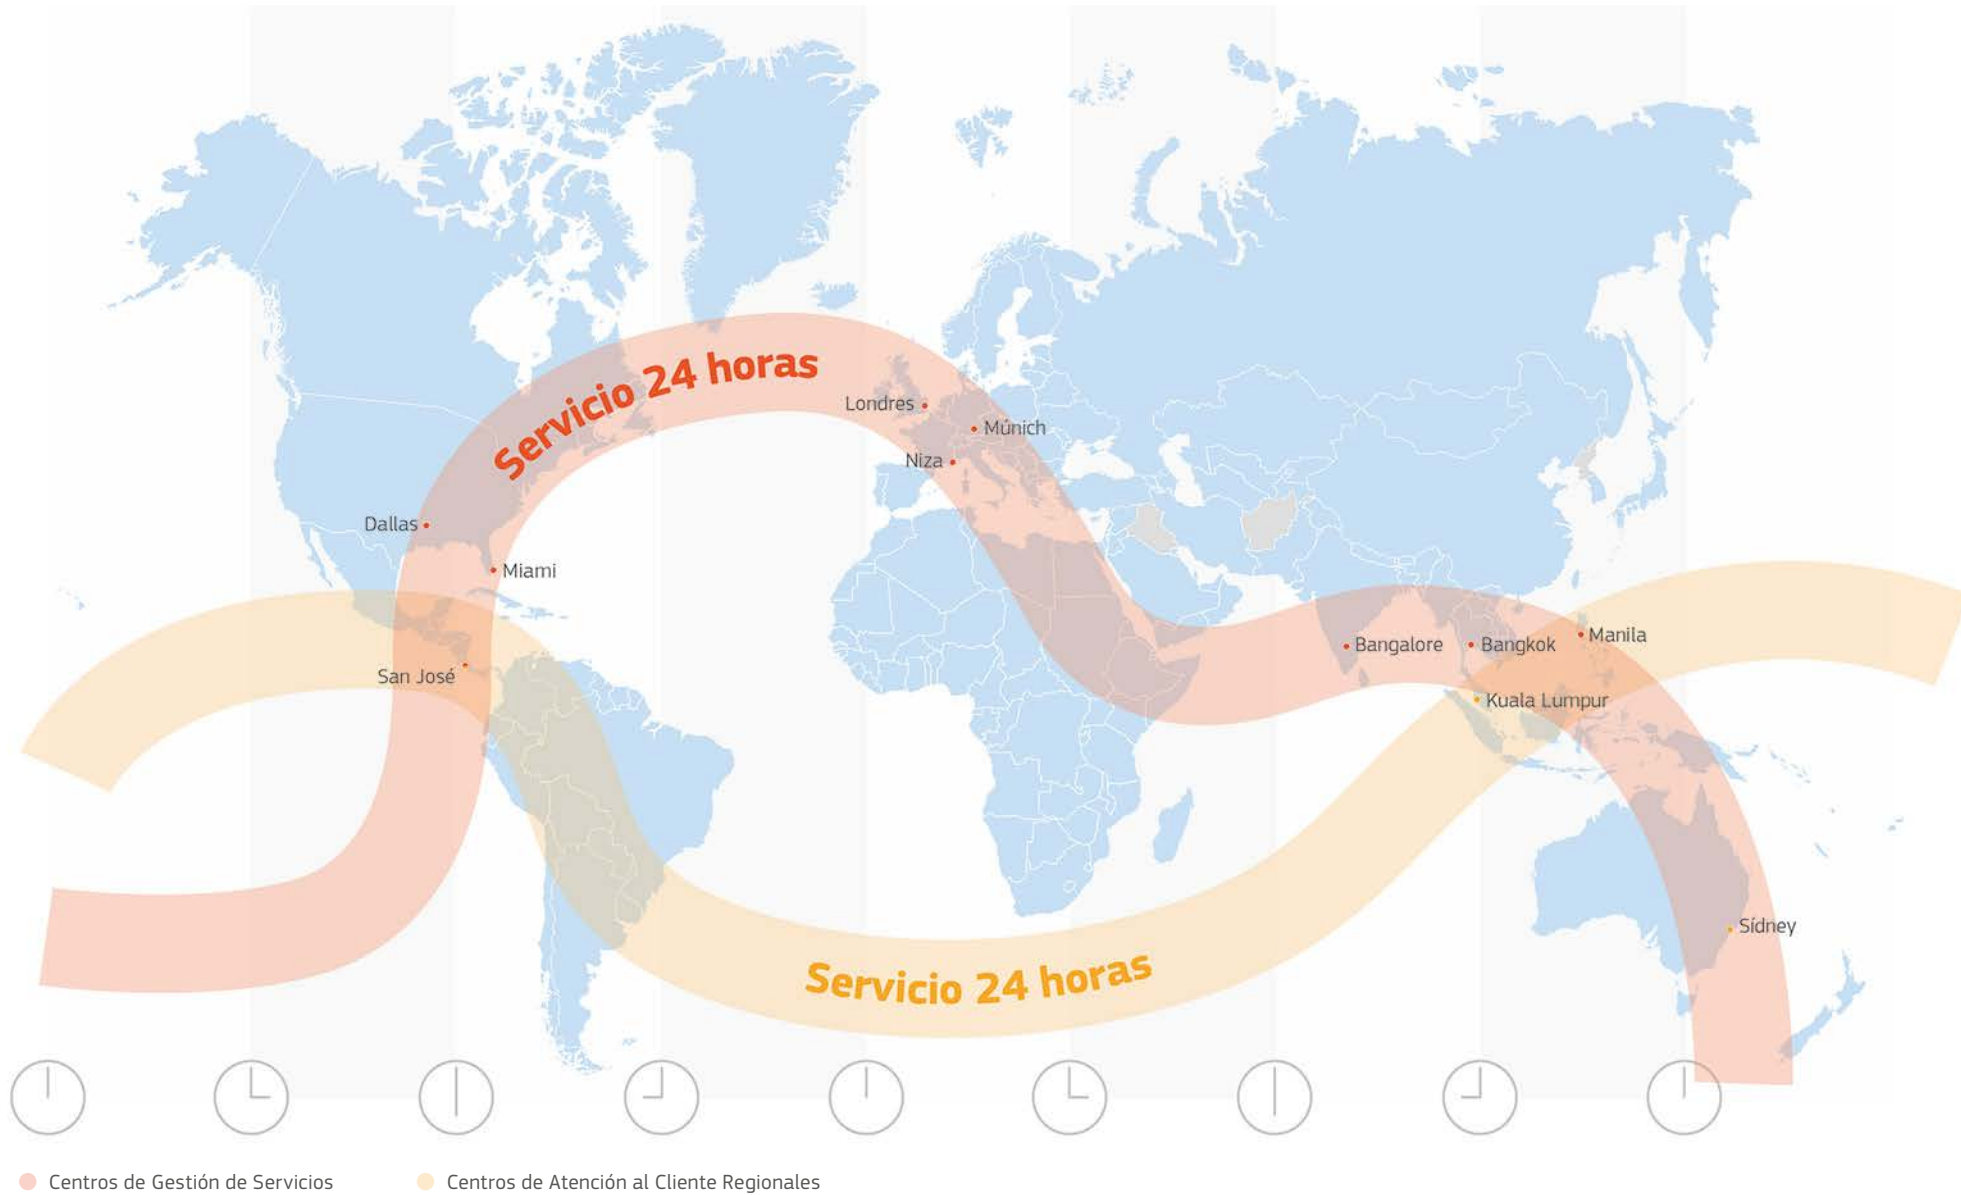 Servicio 24 horas
Londres
Múnich
Niza
Dallas
Miami
San José
Bangalore
Bangkok
Manila
Kuala Lumpur
Sídney
Servicio 24 horas
Centros de Gestión de Servicios
Centros de Atención al Cliente Regionales